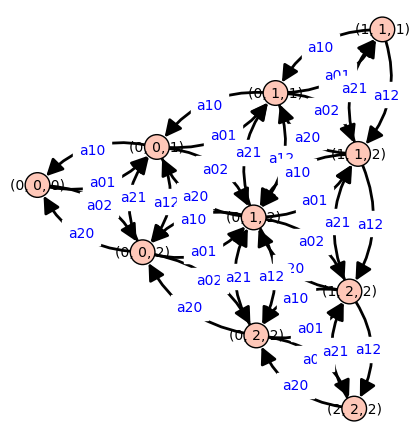 (1, 1, 1)
a10
a01
a21
a12
(0, 1, 1)
a10
a02
a01
a20
(1, 1, 2)
(0, 0, 1)
a21
a10
a10
a02
(0, 0, 0)
a01
a21
a12
a20
a01
a02
a10
(0, 1, 2)
a21
a12
a20
a02
(0, 0, 2)
a01
a02
a21
a12
(1, 2, 2)
a10
a20
a01
(0, 2, 2)
a21
a12
a20
(2, 2, 2)